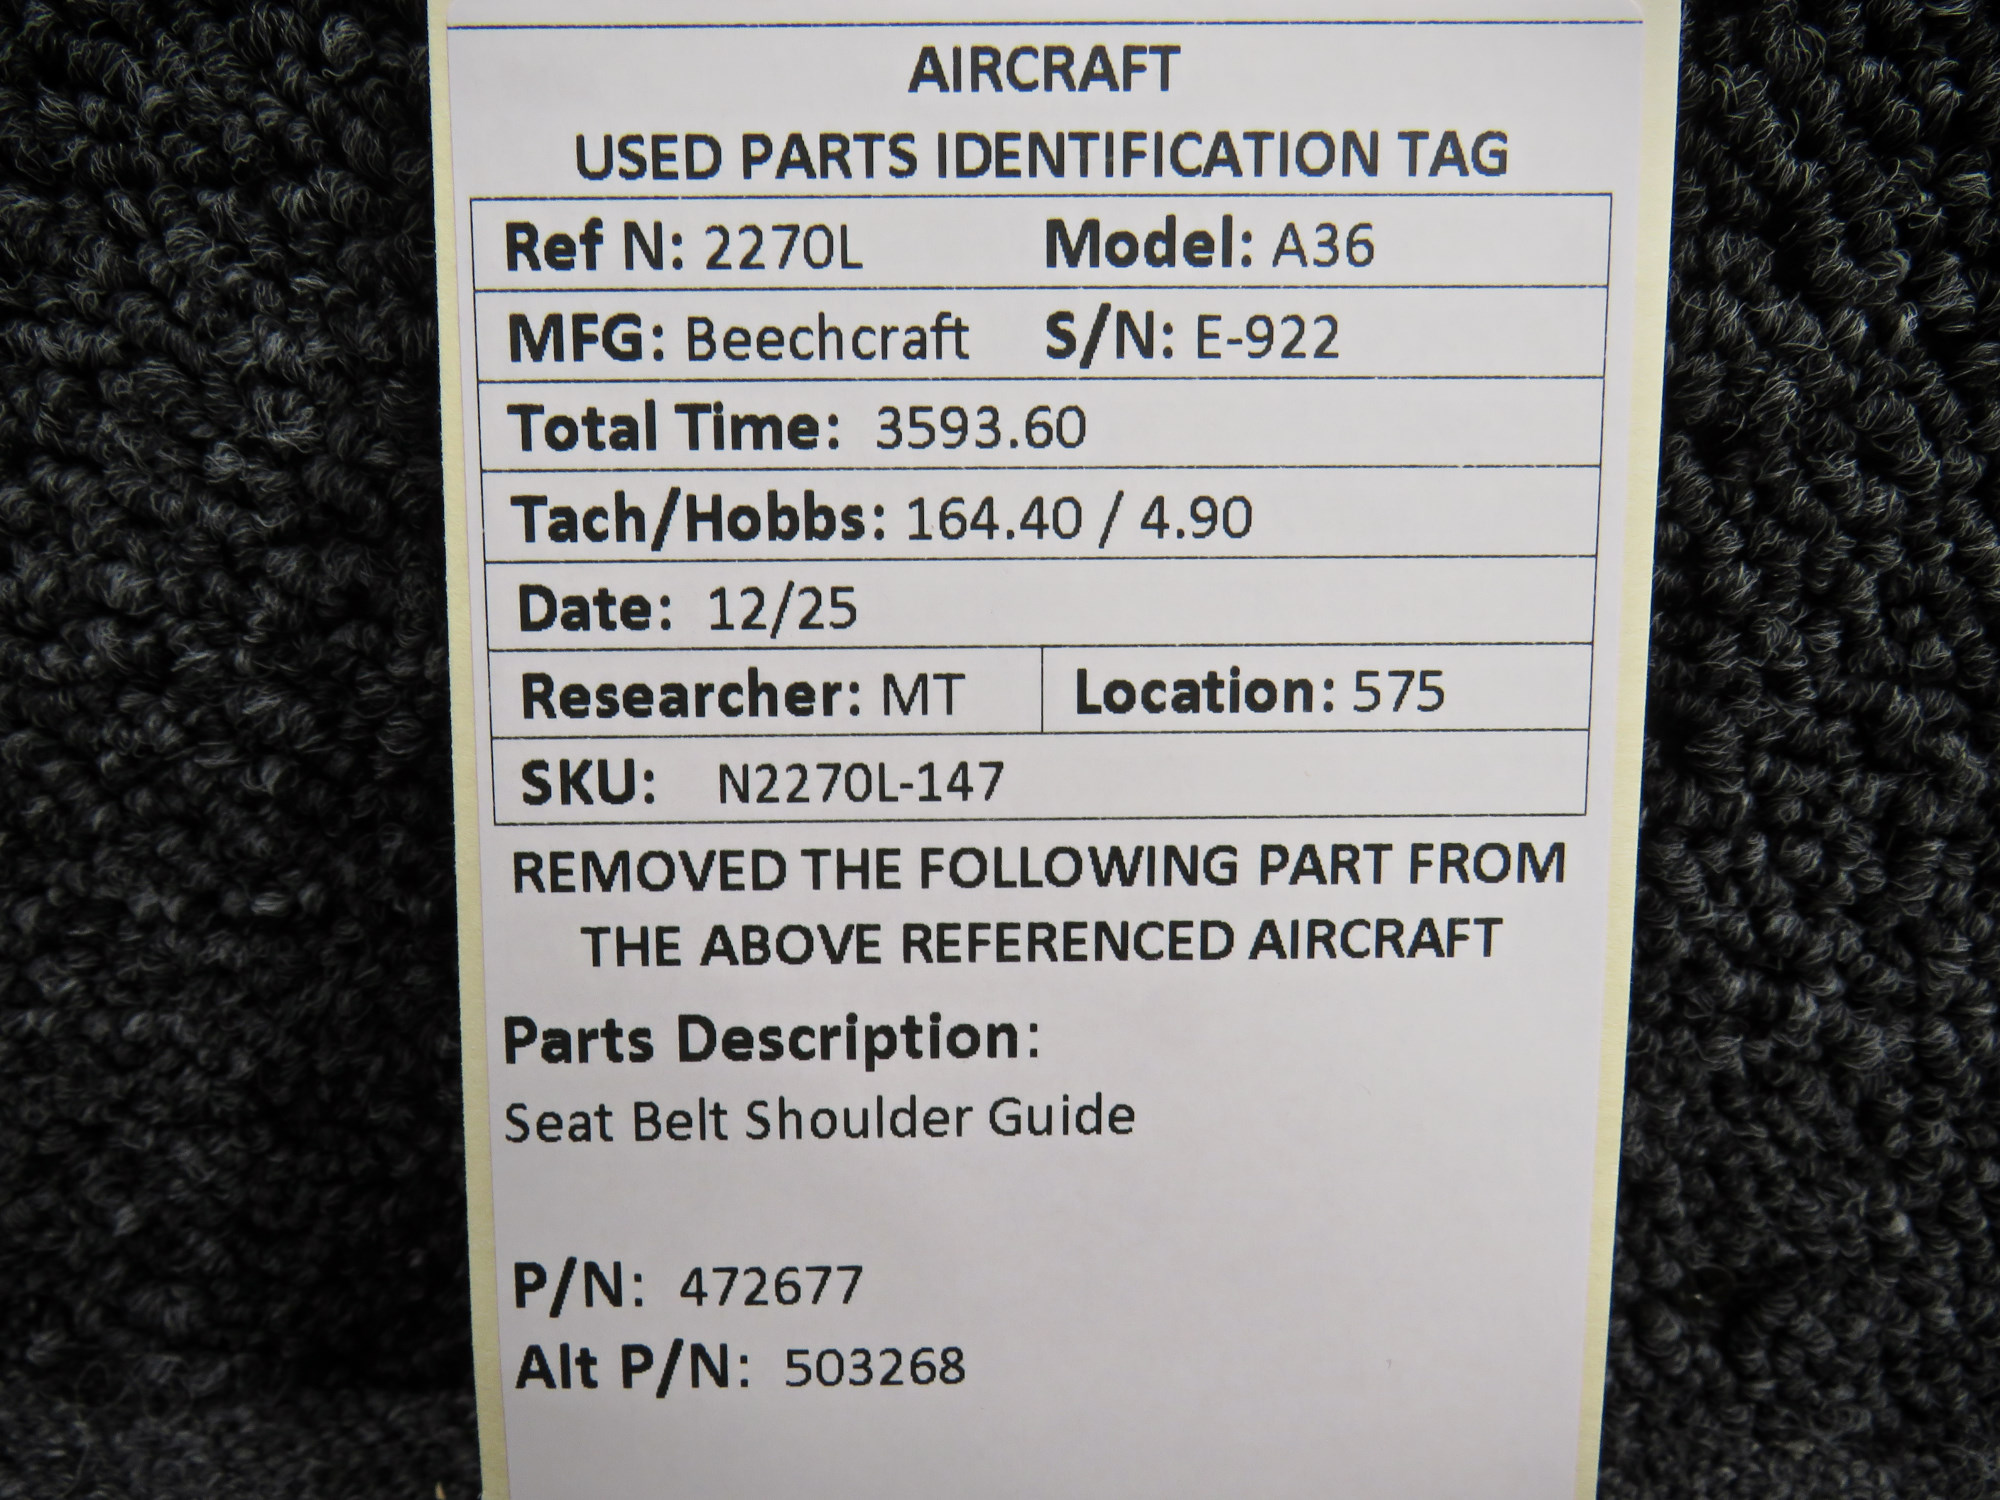 AIRCRAFT
USED PARTS IDENTIFICATION TAG
Ref N: 2270L Model: A36
MFG: Beechcraft S/N: E-922
Total Time: 3593.60
Tach/Hobbs: 164.40 / 4.90
Date: 12/25
Researcher: MT Location: 575
SKU: N2270L-147
REMOVED THE FOLLOWING PART FROM
THE ABOVE REFERENCED AIRCRAFT
Parts Description:
Seat Belt Shoulder Guide
P/N: 472677
Alt P/N: 503268